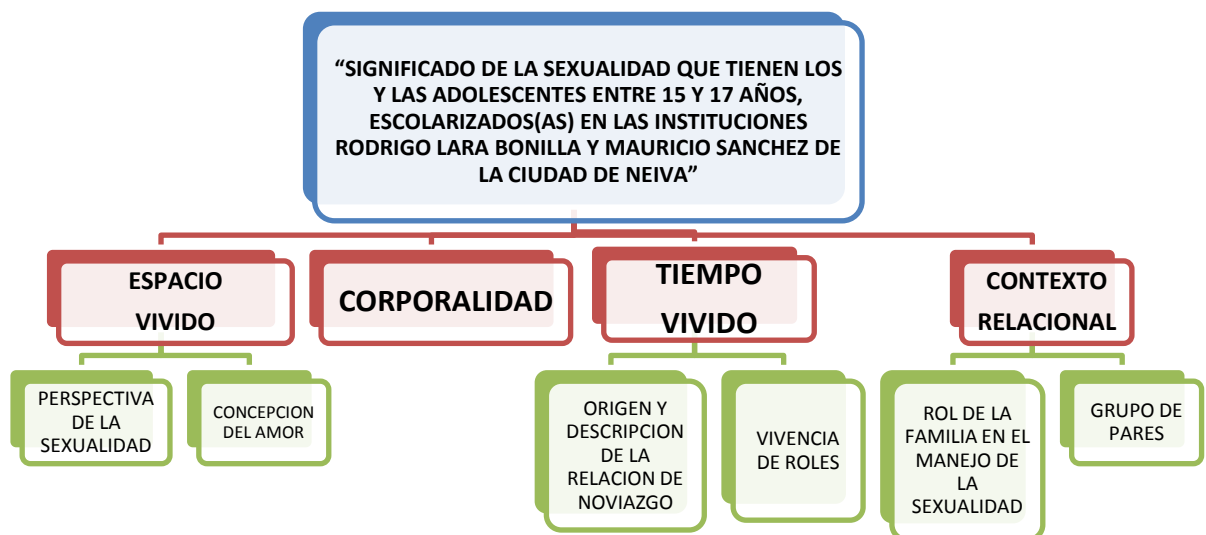 “SIGNIFICADO DE LA SEXUALIDAD QUE TIENEN LOS
Y LAS ADOLESCENTES ENTRE 15 Y 17 AÑOS,
ESCOLARIZADOS(AS) EN LAS INSTITUCIONES
RODRIGO LARA BONILLA Y MAURICIO SANCHEZ DE
LA CIUDAD DE NEIVA”
ESPACIO
VIVIDO
CORPORALIDAD
TIEMPO
VIVIDO
CONTEXTO
RELACIONAL
PERSPECTIVA
DE LA
SEXUALIDAD
CONCEPCION
DEL AMOR
ORIGEN Y
DESCRIPCION
DE LA
RELACION DE
NOVIAZGO
VIVENCIA
DE ROLES
ROL DE LA
FAMILIA EN EL
MANEJO DE
LA
SEXUALIDAD
GRUPO DE
PARES